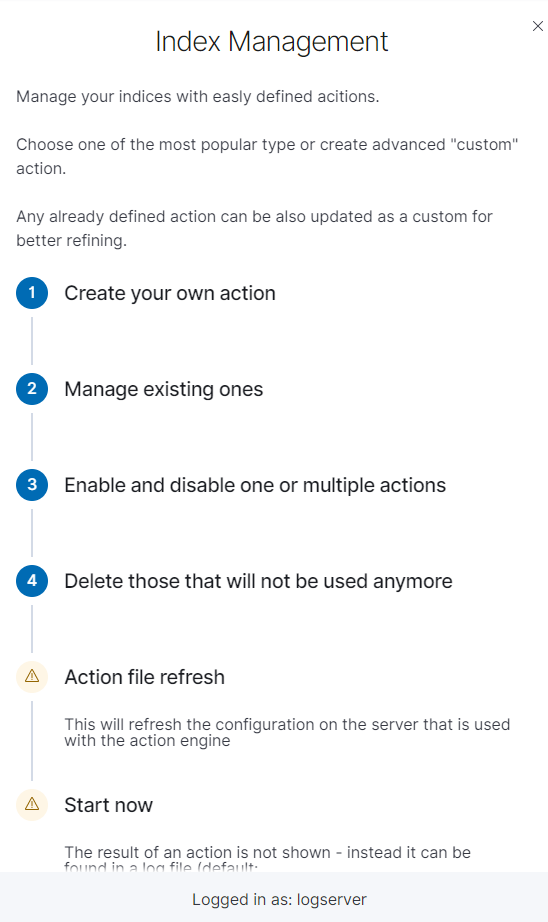 Index Management
Manage your indices with easly defined acitions.
Choose one of the most popular type or create advanced "custom"
action.
Any already defined action can be also updated as a custom for
better refining.
1 Create your own action
2 Manage existing ones
3 Enable and disable one or multiple actions
4 Delete those that will not be used anymore
Action file refresh
This will refresh the configuration on the server that is used
with the action engine
Start now
The result of an action is not shown - instead it can be
found in a log file (default:
Logged in as: logserver